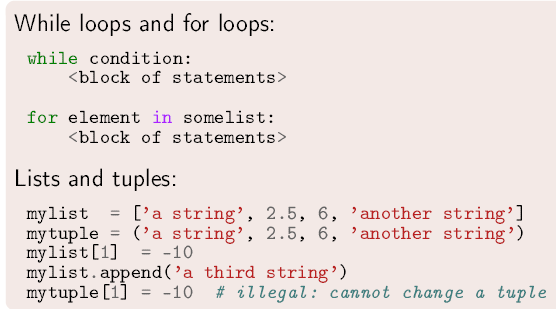 While loops and for loops:
while condition:
    <block of statements>
for element in somelist:
    <block of statements>
Lists and tuples:
mylist  = ['a string', 2.5, 6, 'another string']
mytuple = ('a string', 2.5, 6, 'another string')
mylist[1]  = -10
mylist.append('a third string')
mytuple[1] = -10  # illegal: cannot change a tuple